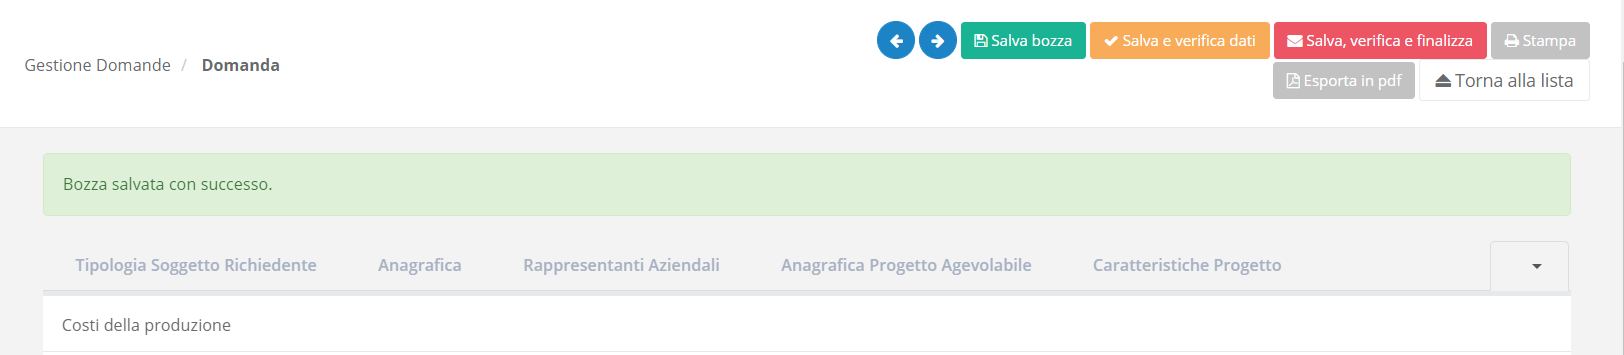 Gestione Domande / Domanda
Salva bozza Salva e verifica dati Salva, verifica e finalizza Stampa
Esporta in pdf Torna alla lista
Bozza salvata con successo.
Tipologia Soggetto Richiedente Anagrafica Rappresentanti Aziendali Anagrafica Progetto Agevolabile Caratteristiche Progetto
Costi della produzione